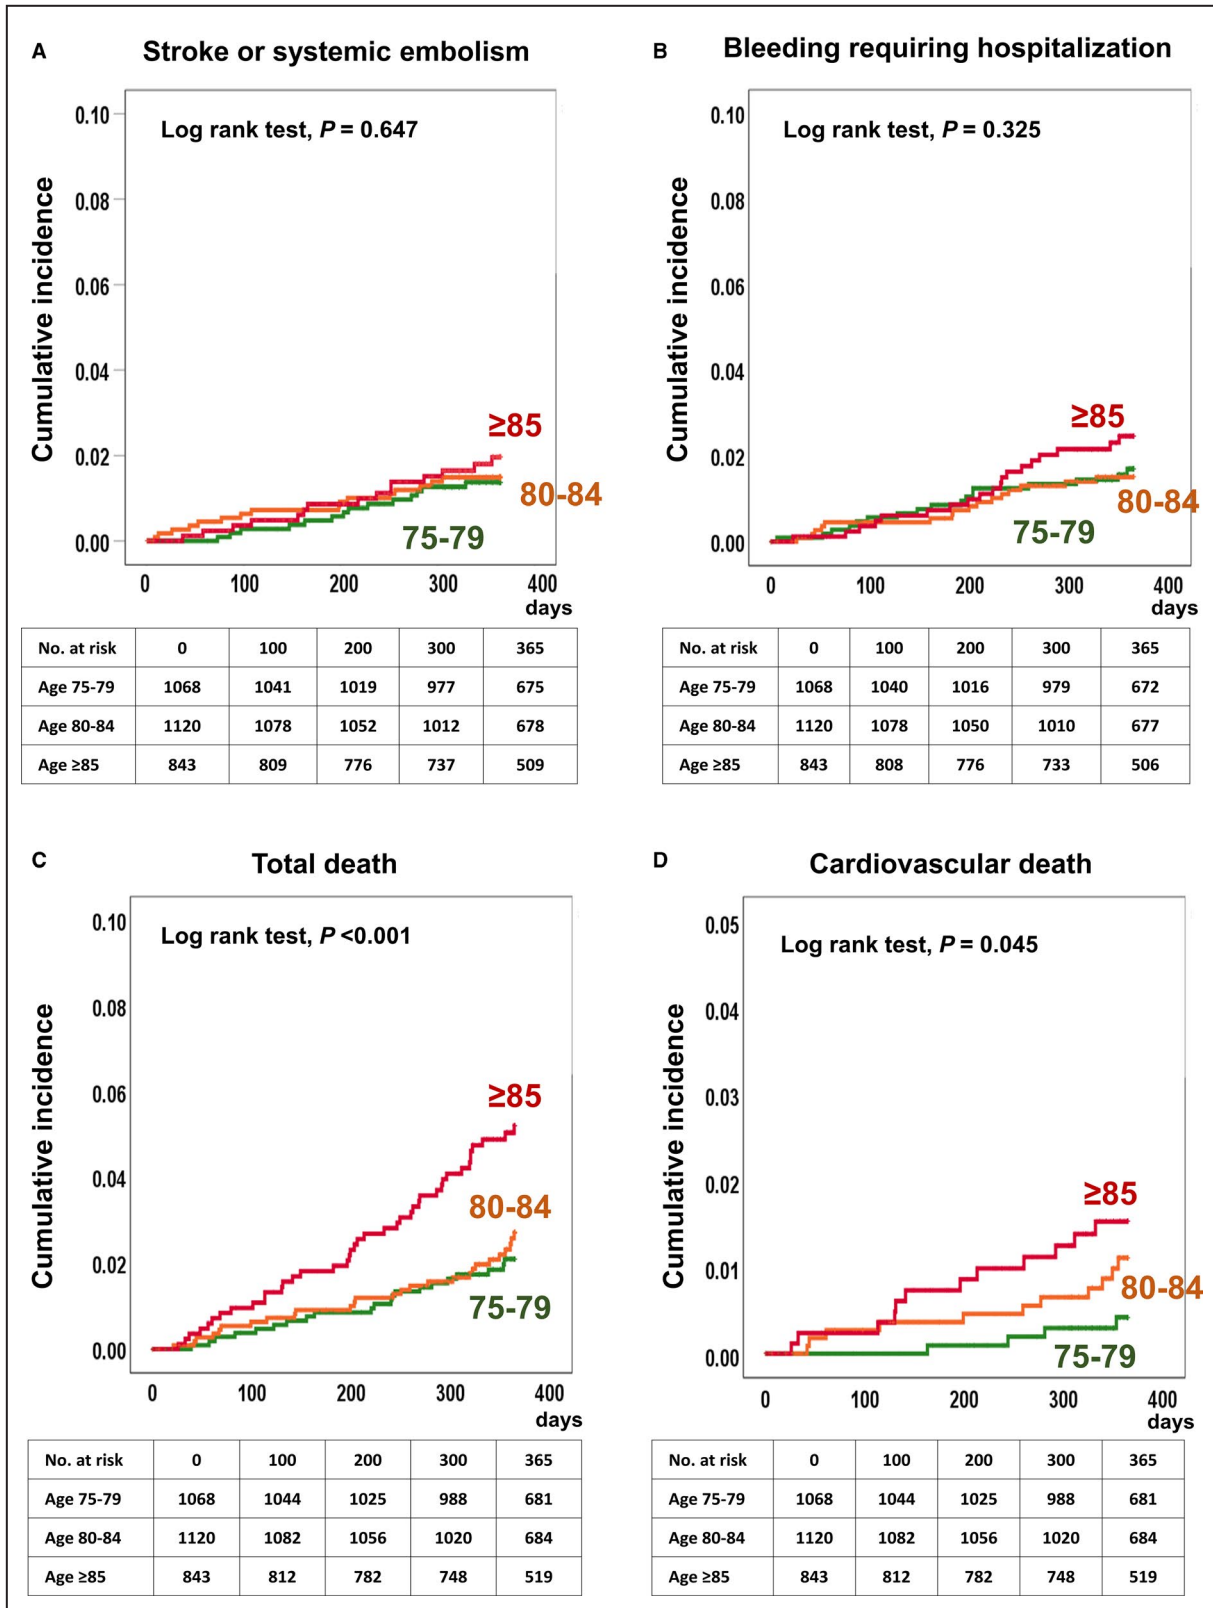 A
Stroke or systemic embolism
Log rank test, P = 0.647
Cumulative incidence
0.10
0.08
0.06
0.04
0.02
0.00
≥85
80-84
75-79
0 100 200 300 400
days
No. at risk 0 100 200 300 365
Age 75-79 1068 1041 1019 977 675
Age 80-84 1120 1078 1052 1012 678
Age ≥85 843 809 776 737 509
B
Bleeding requiring hospitalization
Log rank test, P = 0.325
Cumulative incidence
0.10
0.08
0.06
0.04
0.02
0.00
≥85
80-84
75-79
0 100 200 300 400
days
No. at risk 0 100 200 300 365
Age 75-79 1068 1040 1016 979 672
Age 80-84 1120 1078 1050 1010 677
Age ≥85 843 808 776 733 506
C
Total death
Log rank test, P <0.001
Cumulative incidence
0.10
0.08
0.06
0.04
0.02
0.00
≥85
80-84
75-79
0 100 200 300 400
days
No. at risk 0 100 200 300 365
Age 75-79 1068 1044 1025 988 681
Age 80-84 1120 1082 1056 1020 684
Age ≥85 843 812 782 748 519
D
Cardiovascular death
Log rank test, P = 0.045
Cumulative incidence
0.05
0.04
0.03
0.02
0.01
0.00
≥85
80-84
75-79
0 100 200 300 400
days
No. at risk 0 100 200 300 365
Age 75-79 1068 1044 1025 988 681
Age 80-84 1120 1082 1056 1020 684
Age ≥85 843 812 782 748 519